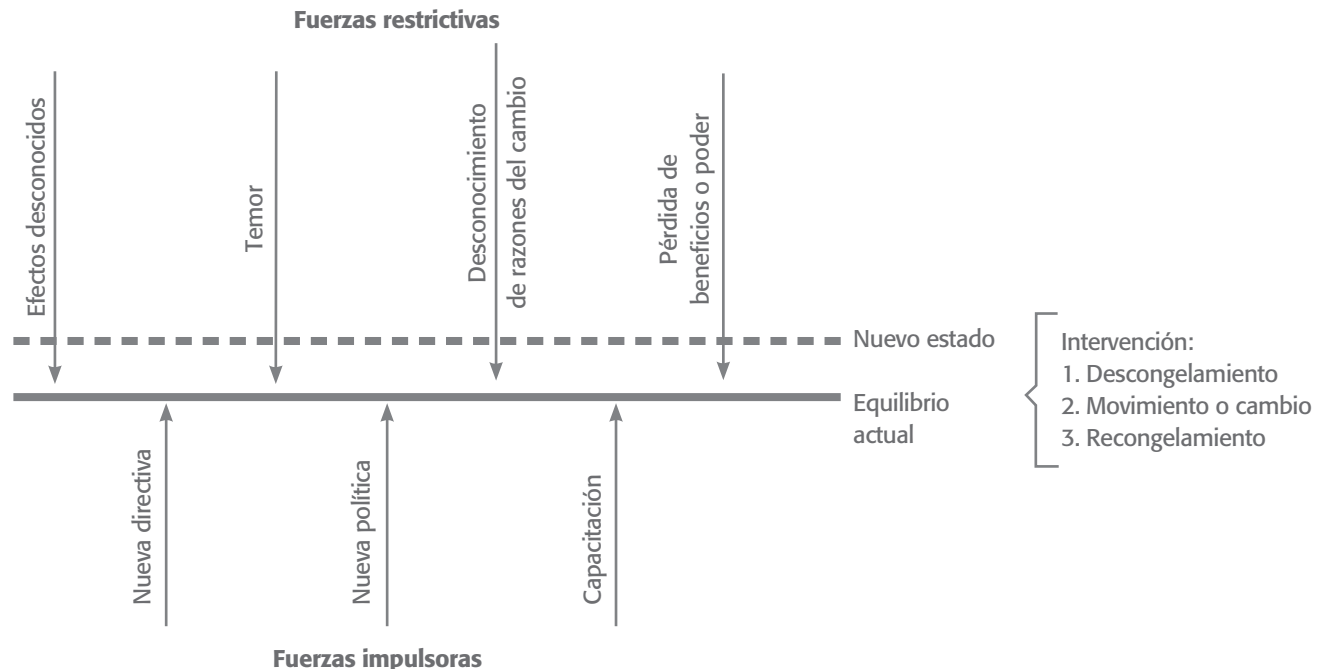 Fuerzas restrictivas
Efectos desconocidos
Temor
Desconocimiento
de razones del cambio
Pérdida de
beneficios o poder
Nuevo estado
Equilibrio
actual
Intervención:
1. Descongelamiento
2. Movimiento o cambio
3. Recongelamiento
Nueva directiva
Nueva política
Capacitación
Fuerzas impulsoras